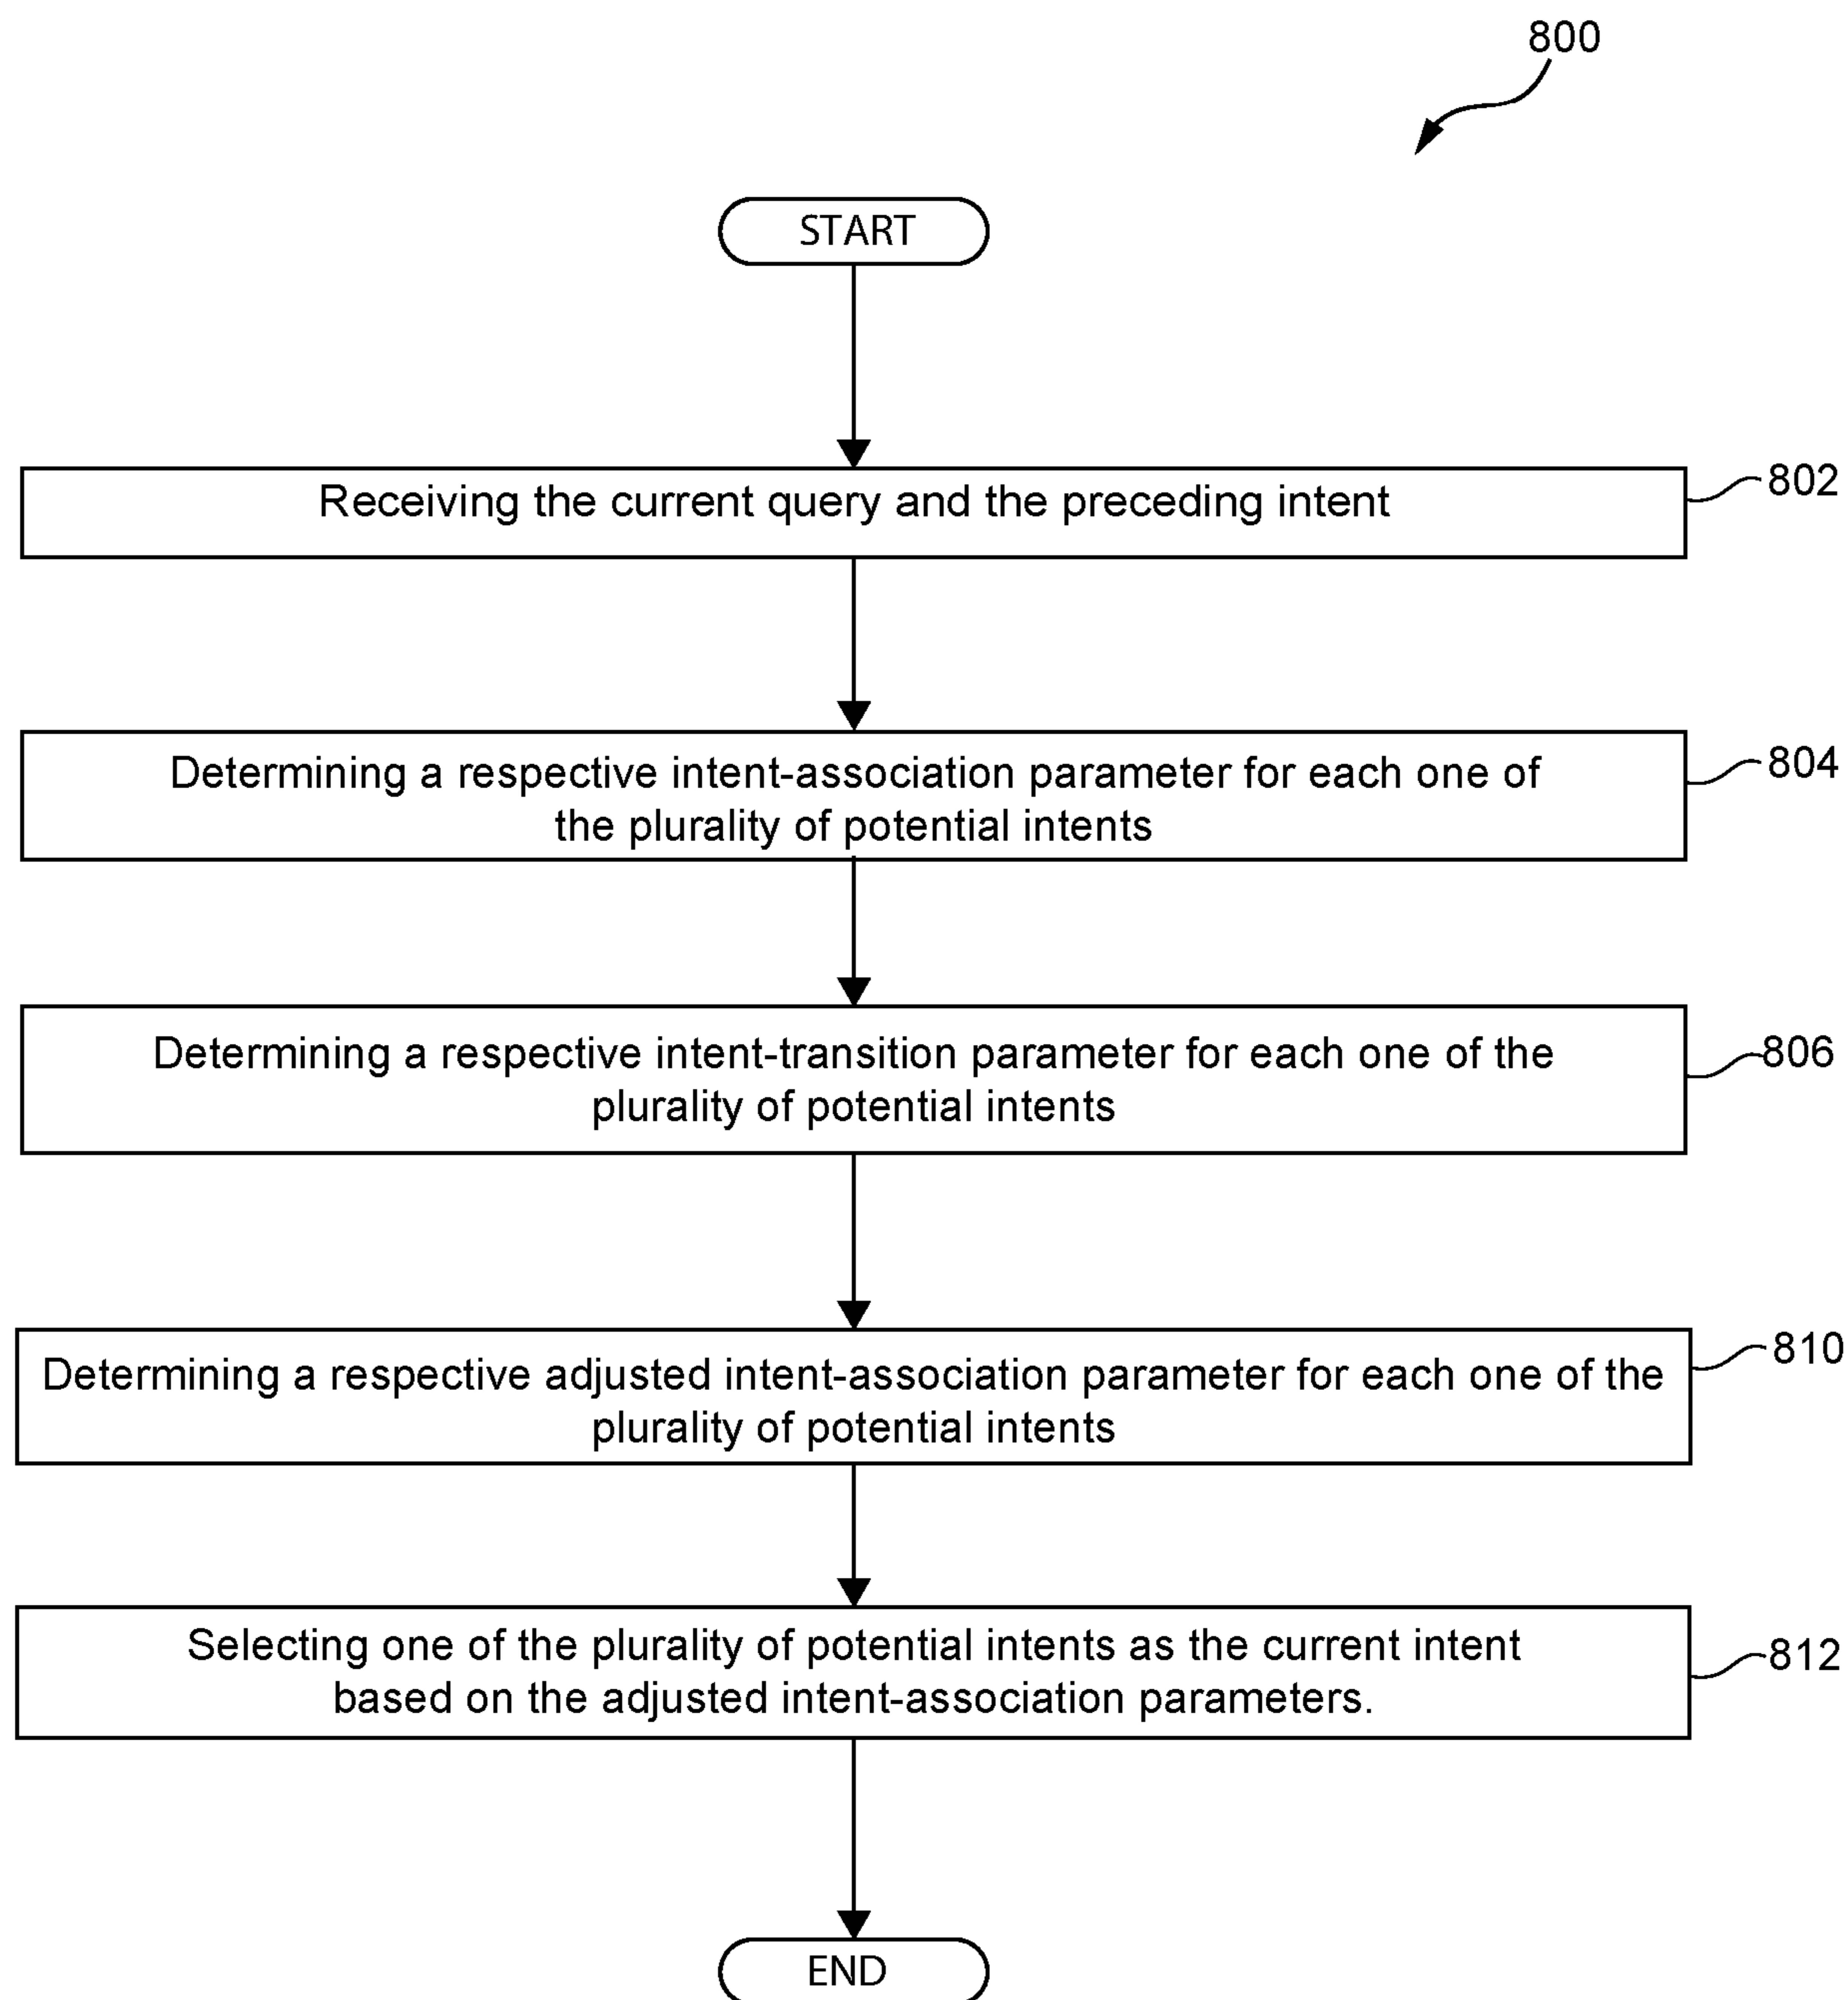 800
START
Receiving the current query and the preceding intent
802
Determining a respective intent-association parameter for each one of
the plurality of potential intents
804
Determining a respective intent-transition parameter for each one of the
plurality of potential intents
806
Determining a respective adjusted intent-association parameter for each one of the
plurality of potential intents
810
Selecting one of the plurality of potential intents as the current intent
based on the adjusted intent-association parameters.
812
END